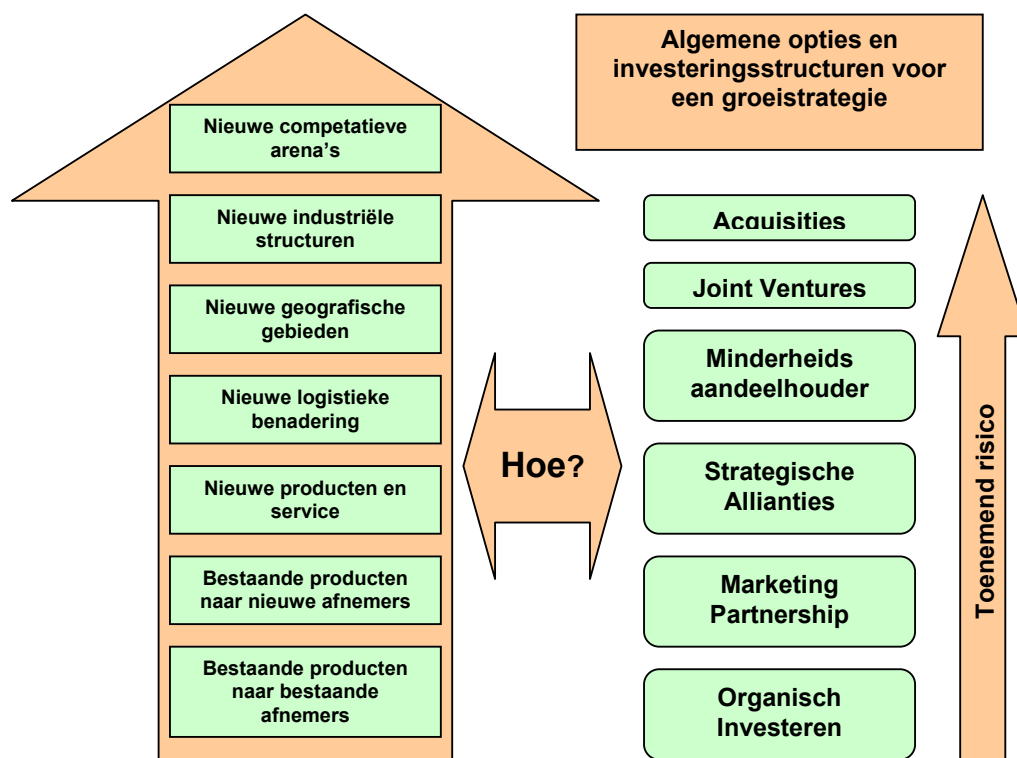 Algemene opties en
investeringsstructuren voor
een groeistrategie
Nieuwe competatieve
arena's
Nieuwe industriële
structuren
Nieuwe geografische
gebieden
Nieuwe logistieke
benadering
Nieuwe producten en
service
Bestaande producten
naar nieuwe afnemers
Bestaande producten
naar bestaande
afnemers
Hoe?
Acquisities
Joint Ventures
Minderheids
aandeelhouder
Strategische
Allianties
Marketing
Partnership
Organisch
Investeren
Toenemend risico